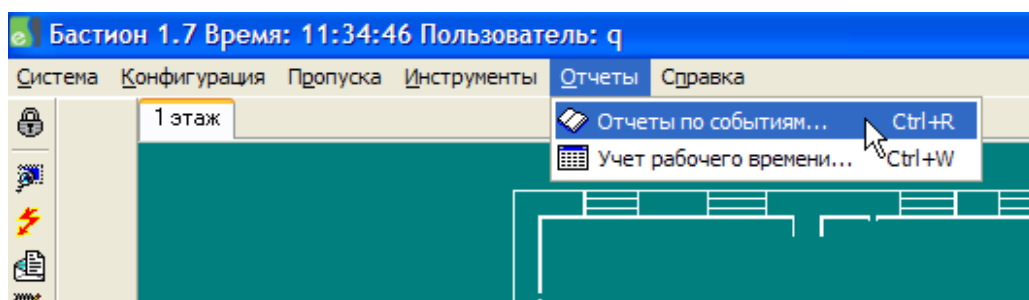 Бастион 1.7 Время: 11:34:46 Пользователь: q
Система Конфигурация Пропуска Инструменты Отчеты Справка
1 этаж
Отчеты по событиям... Ctrl+R
Учет рабочего времени... Ctrl+W